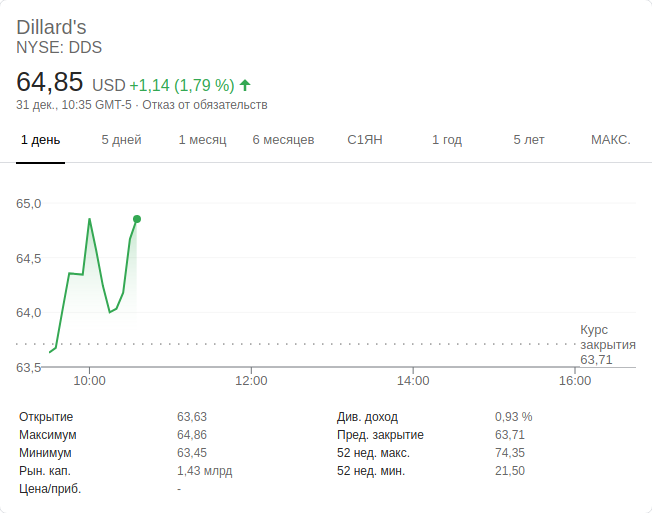 Dillard's
NYSE: DDS
64,85 USD +1,14 (1,79 %)
31 дек., 10:35 GMT-5 · Отказ от обязательств
1 день 5 дней 1 месяц 6 месяцев С1ЯН 1 год 5 лет МАКС.
65,0
64,5
64,0
Курс
закрытия
63,71
63,5
10:00 12:00 14:00 16:00
Открытие 63,63 Див. доход 0,93 %
Максимум 64,86 Пред. закрытие 63,71
Минимум 63,45 52 нед. макс. 74,35
Рын. кап. 1,43 млрд 52 нед. мин. 21,50
Цена/приб. -